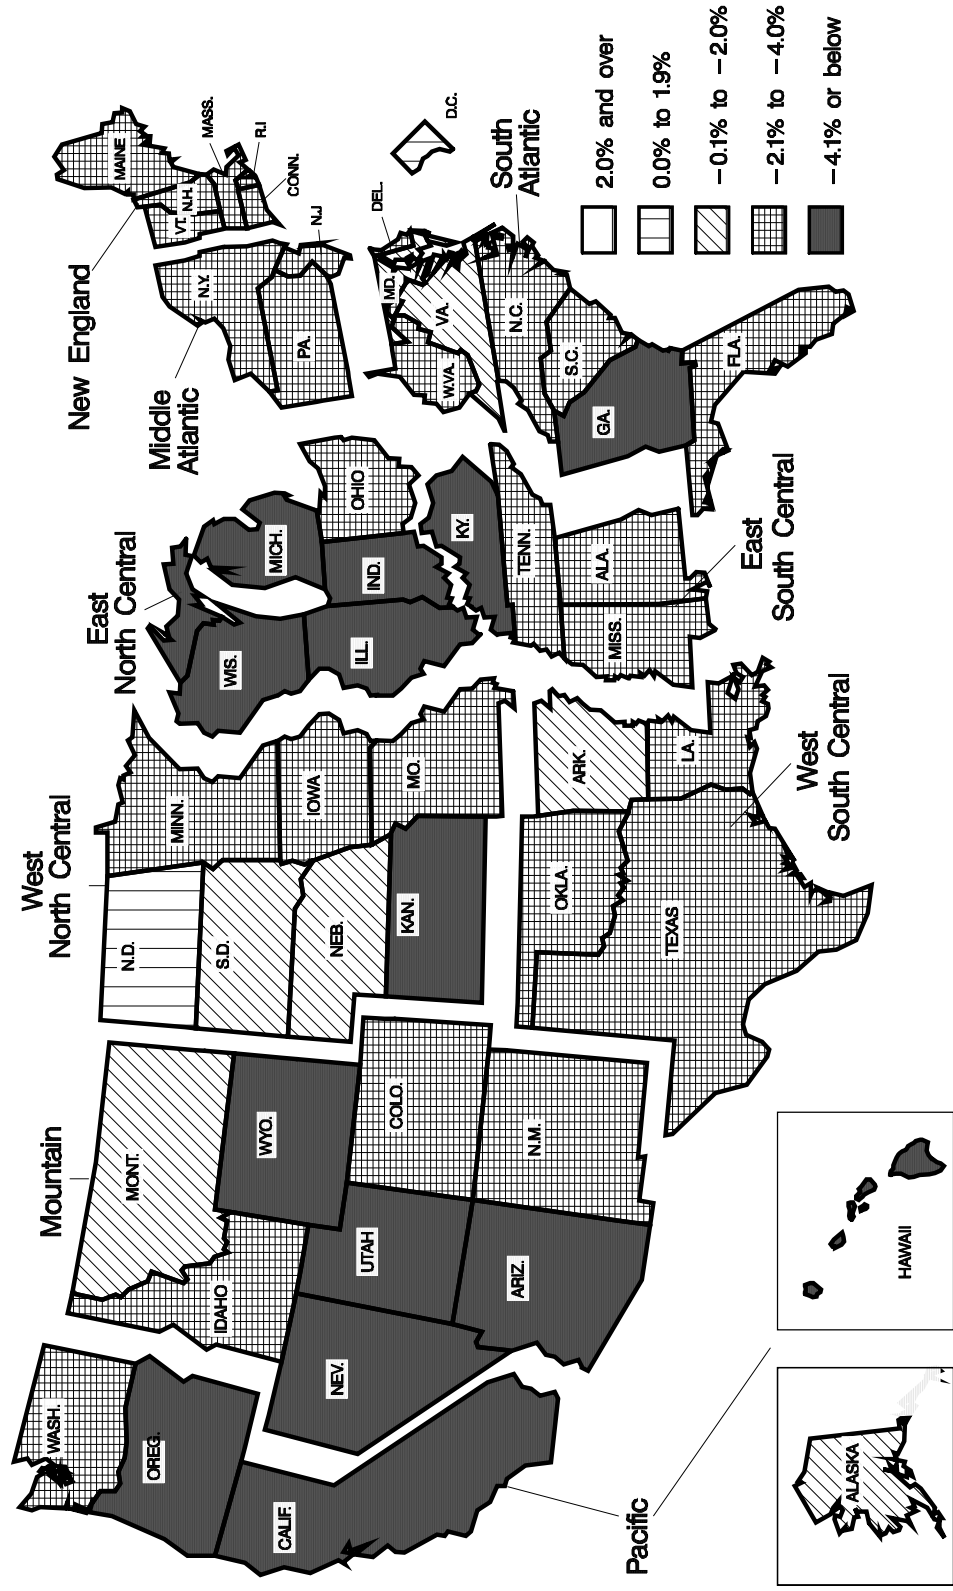 Pacific
Mountain
West
North Central
East
North Central
Middle
Atlantic
New England
WASH.
OREG.
CALIF.
NEV.
IDAHO
MONT.
WYO.
UTAH
ARIZ.
COLO.
N.M.
N.D.
S.D.
NEB.
KAN.
MINN.
IOWA
MO.
WIS.
ILL.
MICH.
IND.
OHIO
KY.
TENN.
MISS.
ALA.
OKLA.
ARK.
TEXAS
LA.
West
South Central
East
South Central
N.Y.
PA.
N.J
VT.
N.H.
MAINE
MASS.
R.I
CONN.
DEL.
MD.
VA.
W.VA.
N.C.
S.C.
GA.
FLA.
D.C.
South
Atlantic
ALASKA
HAWAII
2.0% and over
0.0% to 1.9%
−0.1% to −2.0%
−2.1% to −4.0%
−4.1% or below